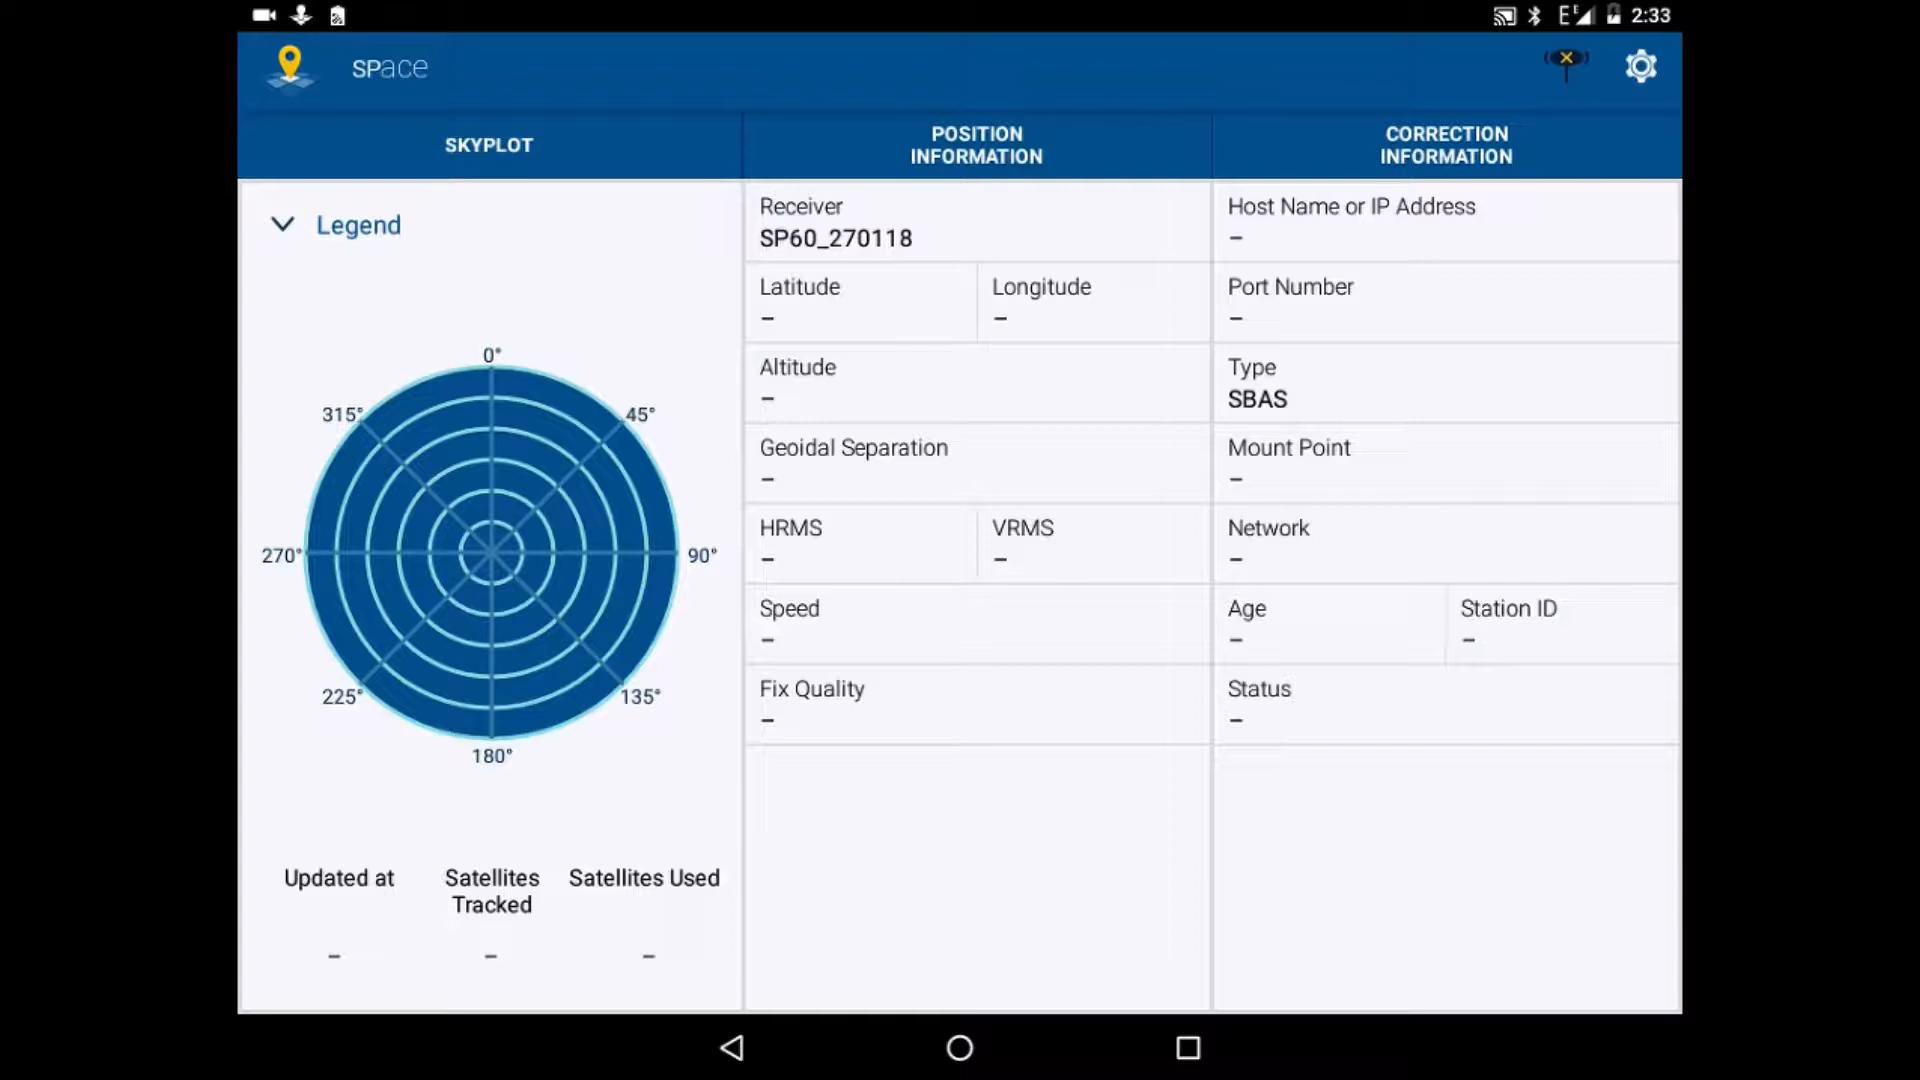 2:33
SPace
SKYPLOT
POSITION
INFORMATION
CORRECTION
INFORMATION
Legend
0°
45°
90°
135°
180°
225°
270°
315°
Updated at
–
Satellites
Tracked
–
Satellites Used
–
Receiver
SP60_270118
Latitude
–
Longitude
–
Altitude
–
Geoidal Separation
–
HRMS
–
VRMS
–
Speed
–
Fix Quality
–
Host Name or IP Address
–
Port Number
–
Type
SBAS
Mount Point
–
Network
–
Age
–
Station ID
–
Status
–